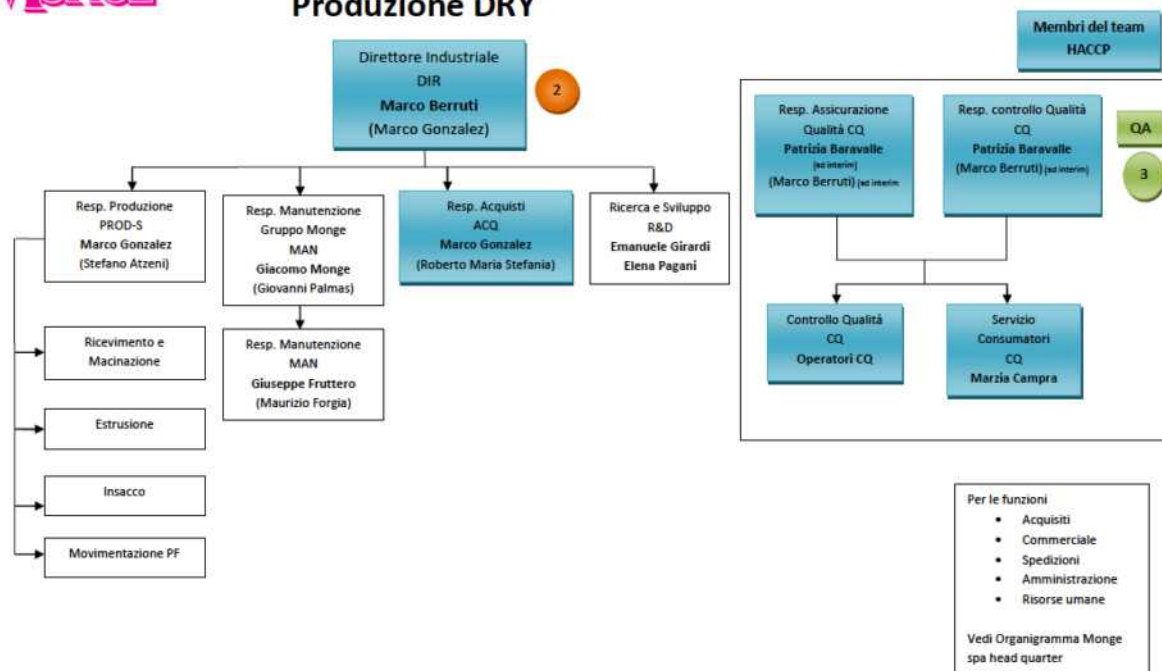 Produzione DRY
Membri del team
HACCP
Direttore Industriale
DIR
Marco Berruti
(Marco Gonzalez)
2
Resp. Assicurazione
Qualità CQ
Patrizia Baravalle
(ad interim)
(Marco Berruti) (ad interim
Resp. controllo Qualità
CQ
Patrizia Baravalle
(Marco Berruti) (ad interim)
QA
3
Resp. Produzione
PROD-S
Marco Gonzalez
(Stefano Atzeni)
Resp. Manutenzione
Gruppo Monge
MAN
Giacomo Monge
(Giovanni Palmas)
Resp. Acquisti
ACQ
Marco Gonzalez
(Roberto Maria Stefania)
Ricerca e Sviluppo
R&D
Emanuele Girardi
Elena Pagani
Ricevimento e
Macinazione
Resp. Manutenzione
MAN
Giuseppe Fruttero
(Maurizio Forgia)
Controllo Qualità
CQ
Operatori CQ
Servizio
Consumatori
CQ
Marzia Campra
Estrusione
Insacco
Movimentazione PF
Per le funzioni
• Acquisiti
• Commerciale
• Spedizioni
• Amministrazione
• Risorse umane
Vedi Organigramma Monge
spa head quarter